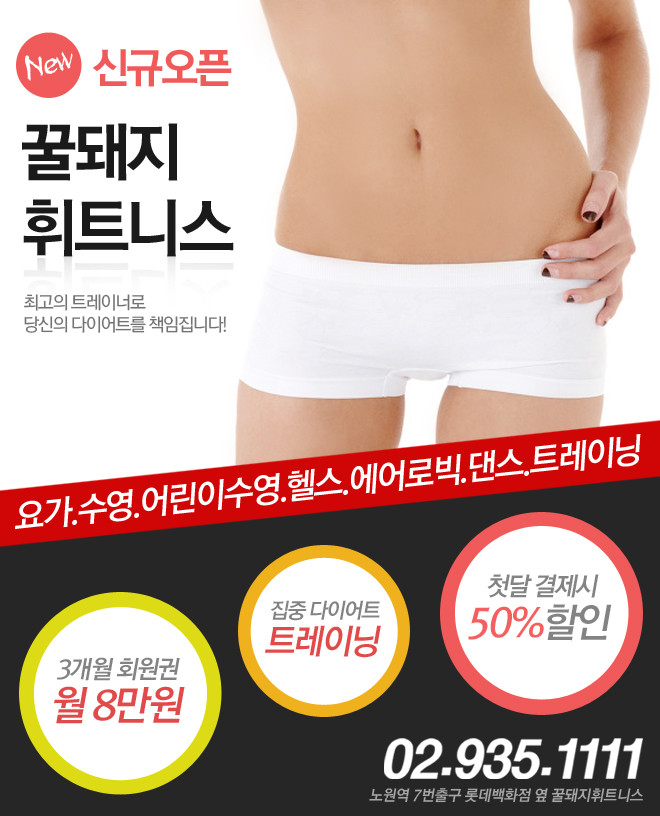 New 신규오픈
꿀돼지
휘트니스
최고의 트레이너로
당신의 다이어트를 책임집니다!
요가.수영.어린이수영.헬스.에어로빅.댄스.트레이닝
첫달 결제시
50%할인
집중 다이어트
트레이닝
3개월 회원권
월 8만원
02.935.1111
노원역 7번출구 롯데백화점 옆 꿀돼지휘트니스